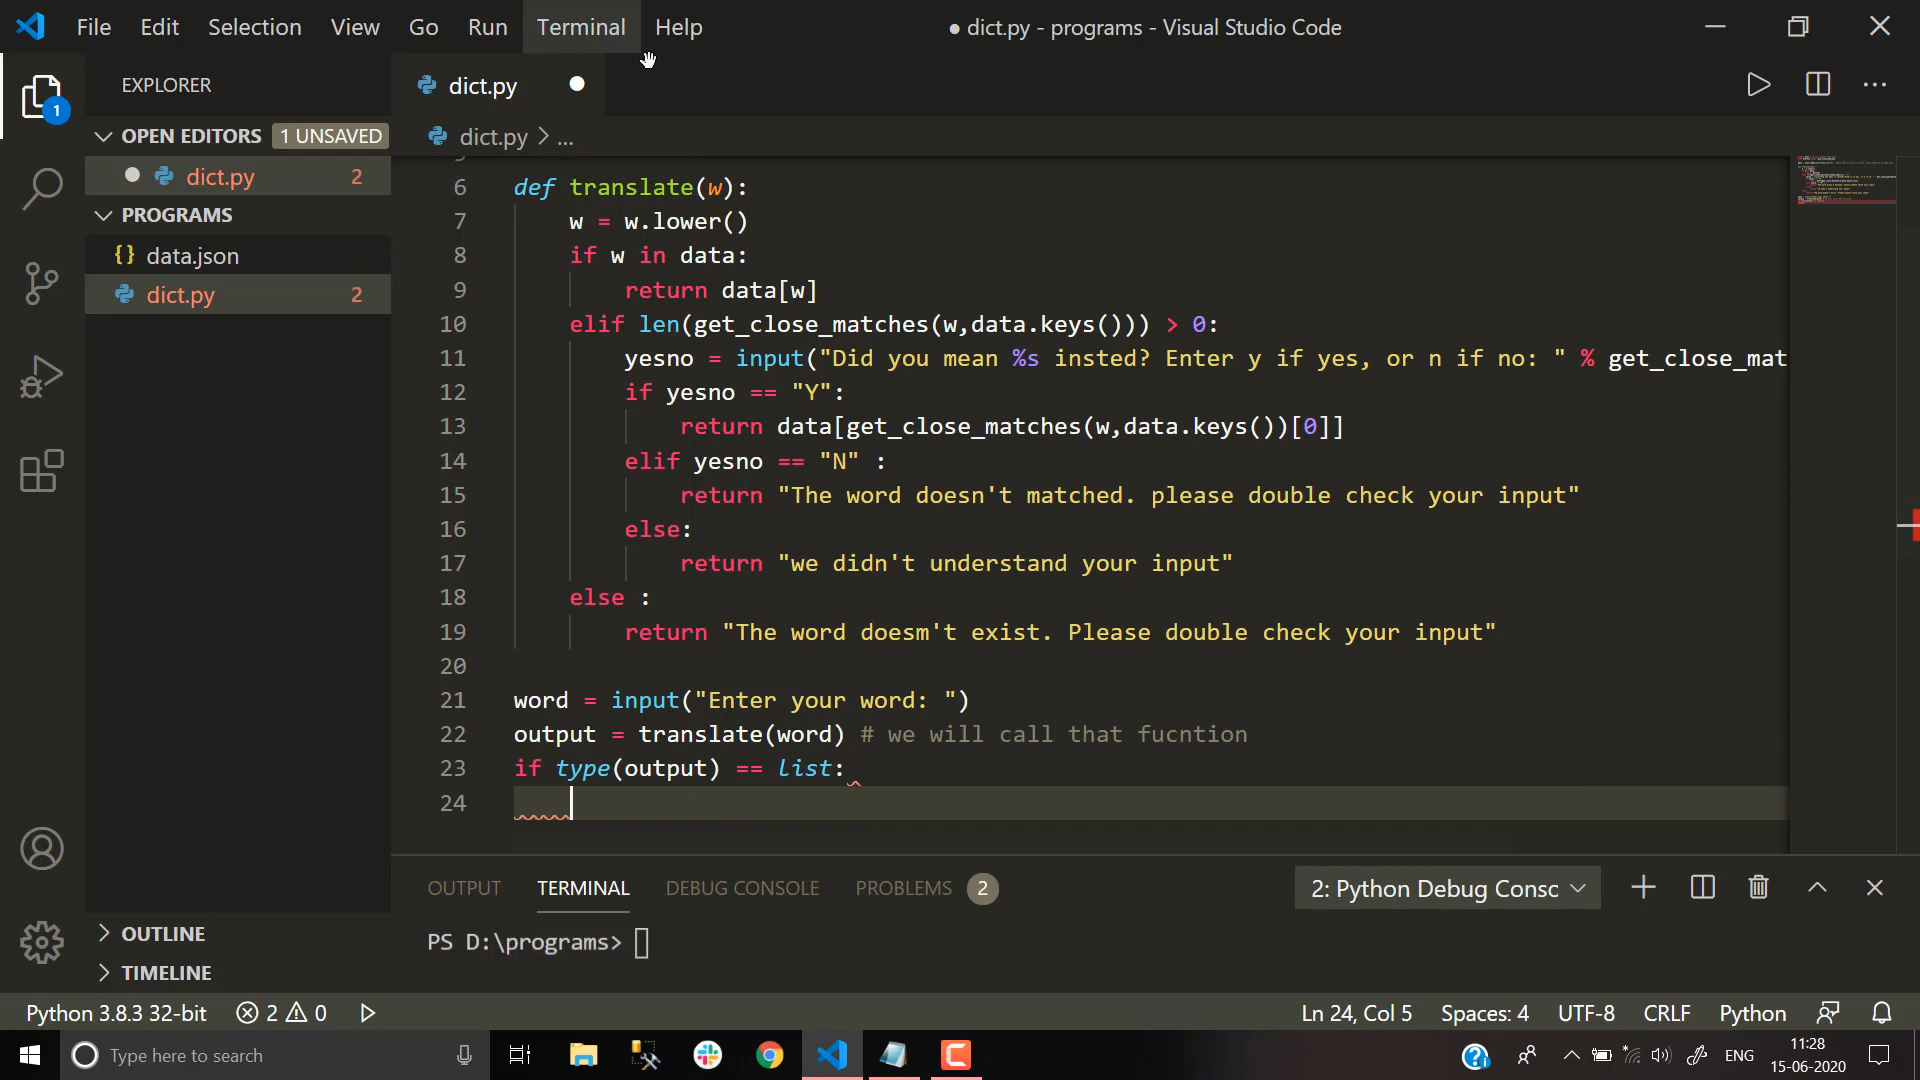 File Edit Selection View Go Run Terminal Help ● dict.py - programs - Visual Studio Code
EXPLORER
dict.py
OPEN EDITORS 1 UNSAVED
dict.py > ...
dict.py 2
PROGRAMS
{} data.json
dict.py 2
6 def translate(w):
7 w = w.lower()
8 if w in data:
9 return data[w]
10 elif len(get_close_matches(w,data.keys())) > 0:
11 yesno = input("Did you mean %s insted? Enter y if yes, or n if no: " % get_close_mat
12 if yesno == "Y":
13 return data[get_close_matches(w,data.keys())[0]]
14 elif yesno == "N" :
15 return "The word doesn't matched. please double check your input"
16 else:
17 return "we didn't understand your input"
18 else :
19 return "The word doesm't exist. Please double check your input"
20
21 word = input("Enter your word: ")
22 output = translate(word) # we will call that fucntion
23 if type(output) == list:
24
OUTPUT TERMINAL DEBUG CONSOLE PROBLEMS 2
2: Python Debug Consc
PS D:\programs>
OUTLINE
TIMELINE
Python 3.8.3 32-bit 2 0
Ln 24, Col 5 Spaces: 4 UTF-8 CRLF Python
Type here to search
ENG
11:28
15-06-2020
1